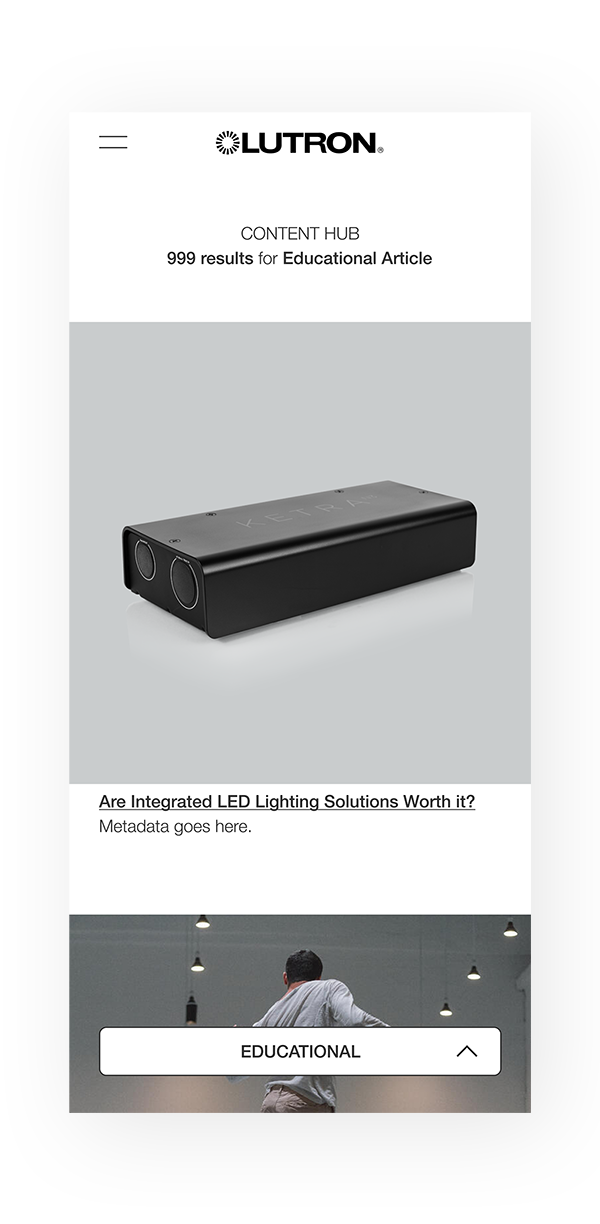 LUTRON®
CONTENT HUB
999 results for Educational Article
KETRA
Are Integrated LED Lighting Solutions Worth it?
Metadata goes here.
EDUCATIONAL